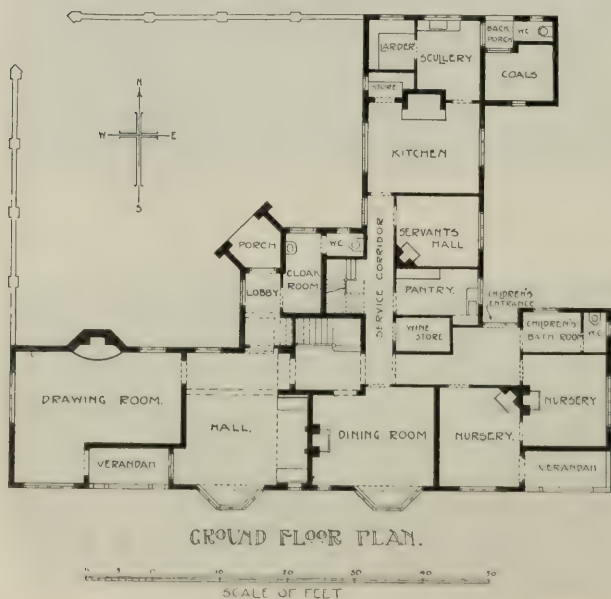 LARDER
SCULLERY
BACK
PORCH
WC
COALS
STORE
N
W
E
S
KITCHEN
PORCH
CLOAK
ROOM.
WC
SERVICE CORRIDOR
SERVANTS
HALL
LOBBY
PANTRY.
CHILDREN'S
ENTRANCE
WINE
STORE
CHILDREN'S
BATH ROOM
WC
DRAWING ROOM.
HALL.
DINING ROOM
NURSERY.
NURSERY
VERANDAH
VERANDAH
GROUND FLOOR PLAN.
10 20 30 40 50
SCALE OF FEET